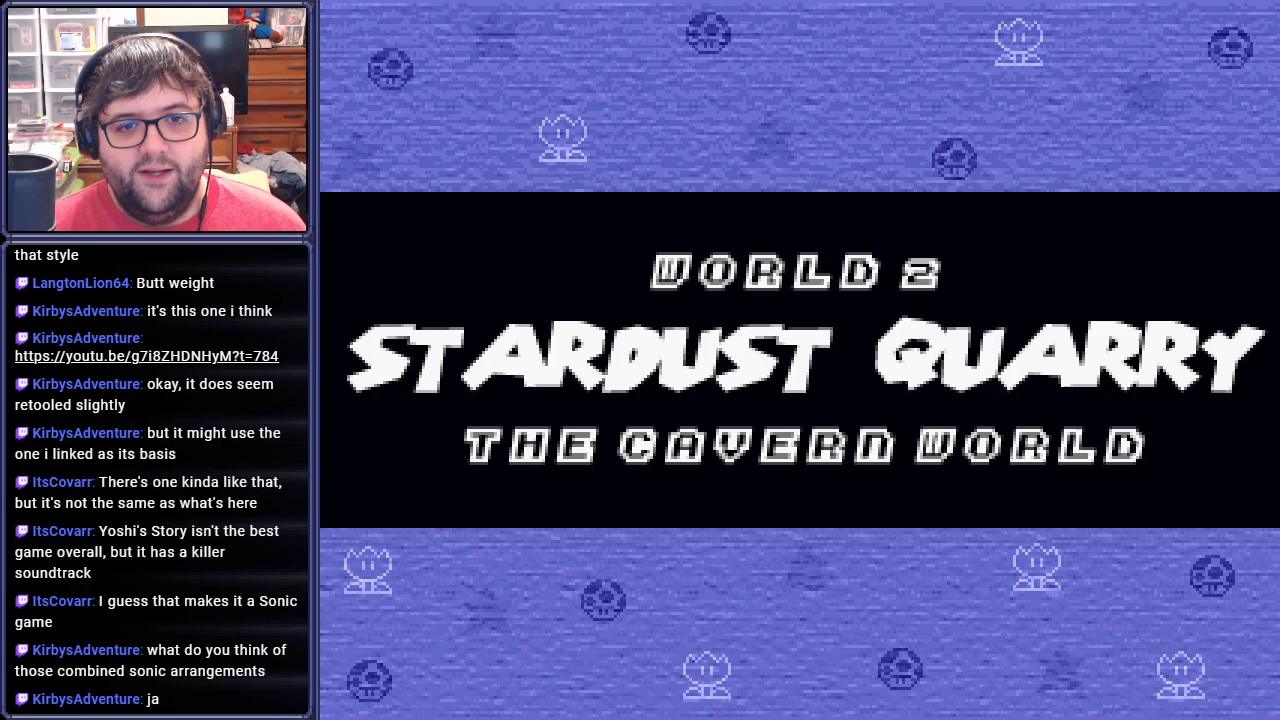 that style
LangtonLion64: Butt weight
KirbysAdventure: it's this one i think
KirbysAdventure:
https://youtu.be/g7i8ZHDNHyM?t=784
KirbysAdventure: okay, it does seem
retooled slightly
KirbysAdventure: but it might use the
one i linked as its basis
ItsCovarr: There's one kinda like that,
but it's not the same as what's here
ItsCovarr: Yoshi's Story isn't the best
game overall, but it has a killer
soundtrack
ItsCovarr: I guess that makes it a Sonic
game
KirbysAdventure: what do you think of
those combined sonic arrangements
KirbysAdventure: ja
WORLD 2
STARDUST QUARRY
THE CAVERN WORLD